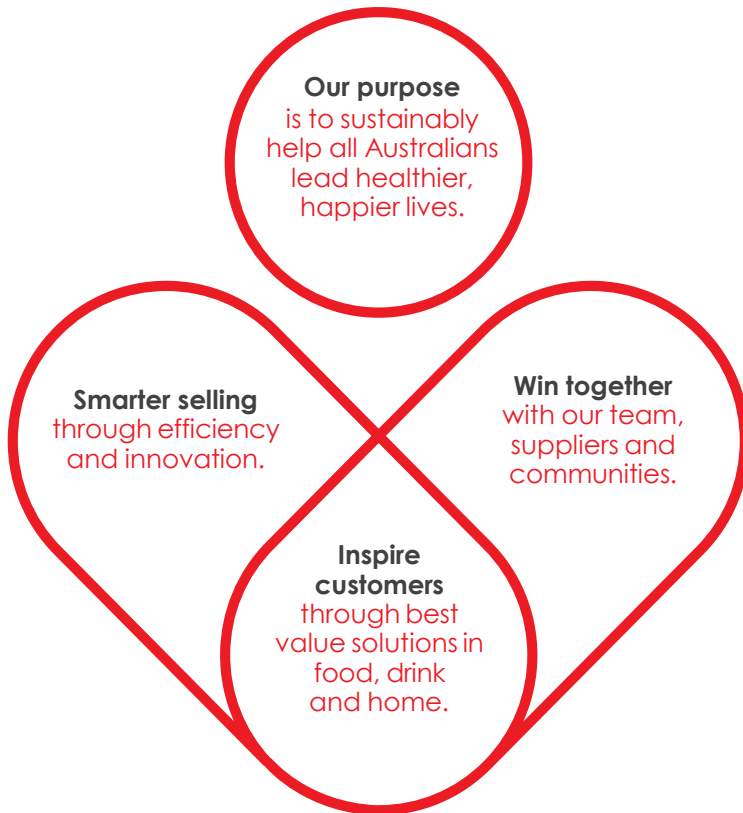 Our purpose
is to sustainably
help all Australians
lead healthier,
happier lives.
Smarter selling
through efficiency
and innovation.
Win together
with our team,
suppliers and
communities.
Inspire
customers
through best
value solutions in
food, drink
and home.